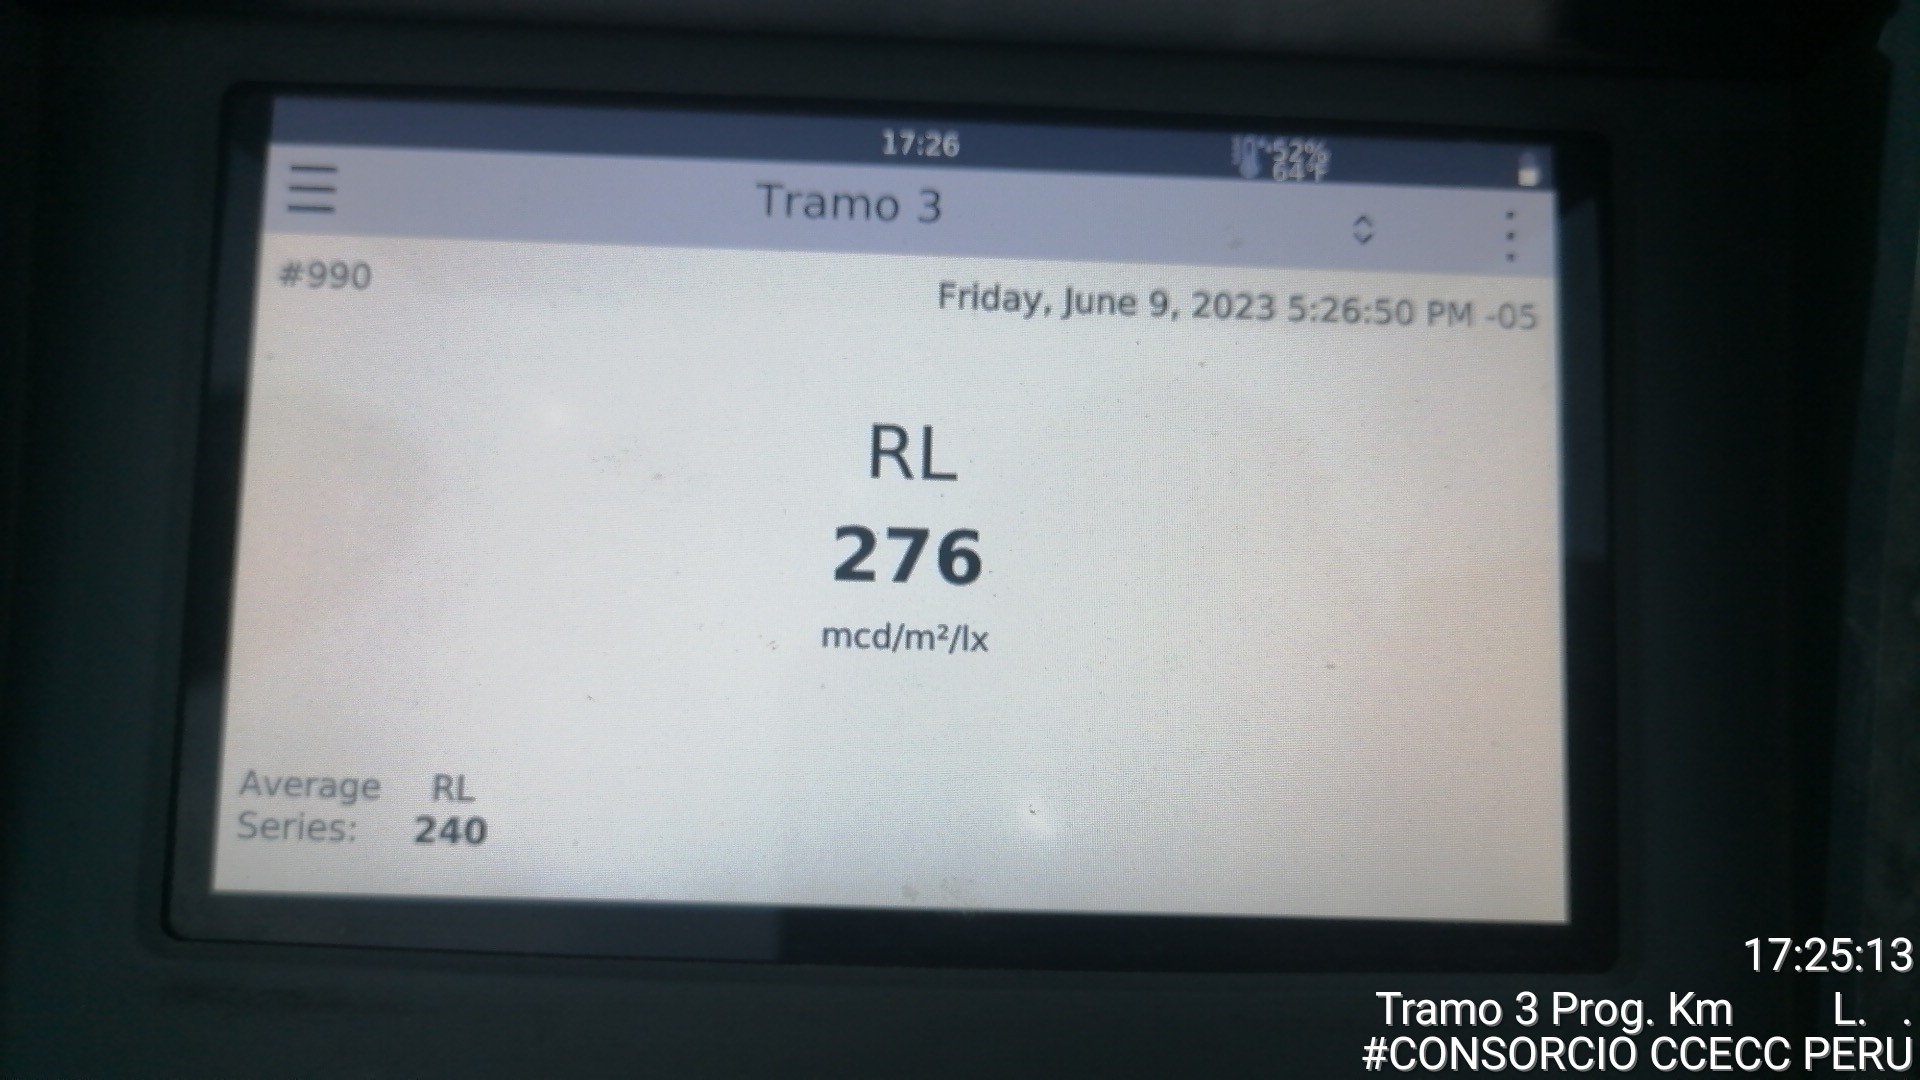 17:26
52%
64°F
Tramo 3
#990
Friday, June 9, 2023 5:26:50 PM -05
RL
276
mcd/m²/lx
Average RL
Series: 240
17:25:13
Tramo 3 Prog. Km L. .
#CONSORCIO CCECC PERU